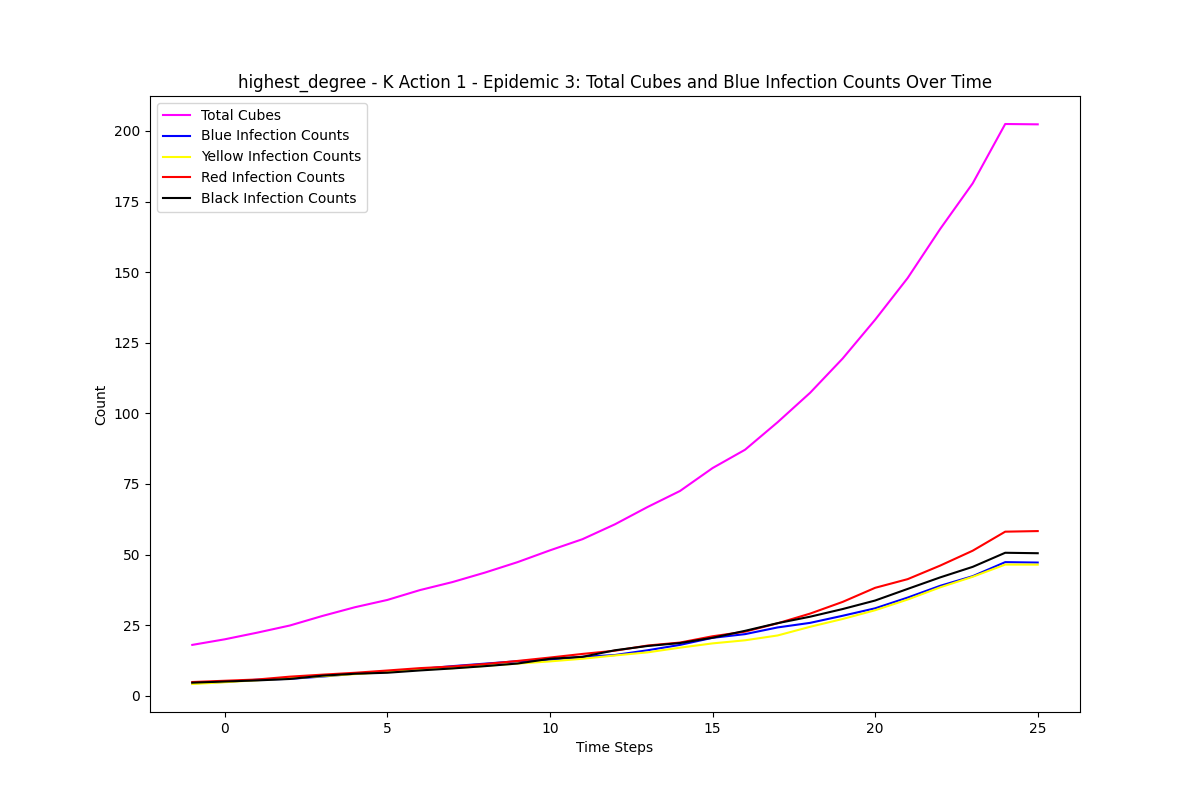 highest_degree - K Action 1 - Epidemic 3: Total Cubes and Blue Infection Counts Over Time
Total Cubes
Blue Infection Counts
Yellow Infection Counts
Red Infection Counts
Black Infection Counts
200
175
150
125
100
75
50
25
0
Count
0 5 10 15 20 25
Time Steps